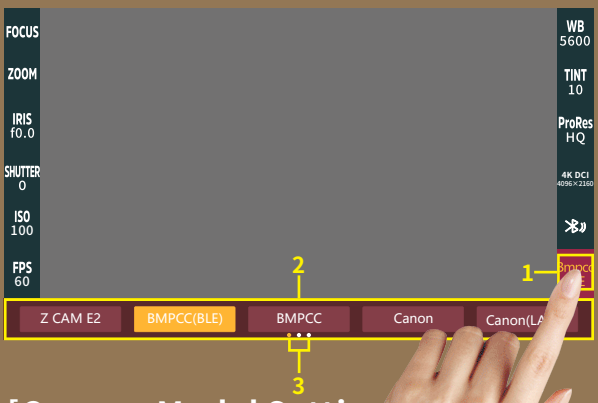 FOCUS
ZOOM
IRIS
f0.0
SHUTTER
0
ISO
100
FPS
60
WB
5600
TINT
10
ProRes
HQ
4K DCI
4096×2160
1
2
Z CAM E2
BMPCC(BLE)
BMPCC
Canon
3